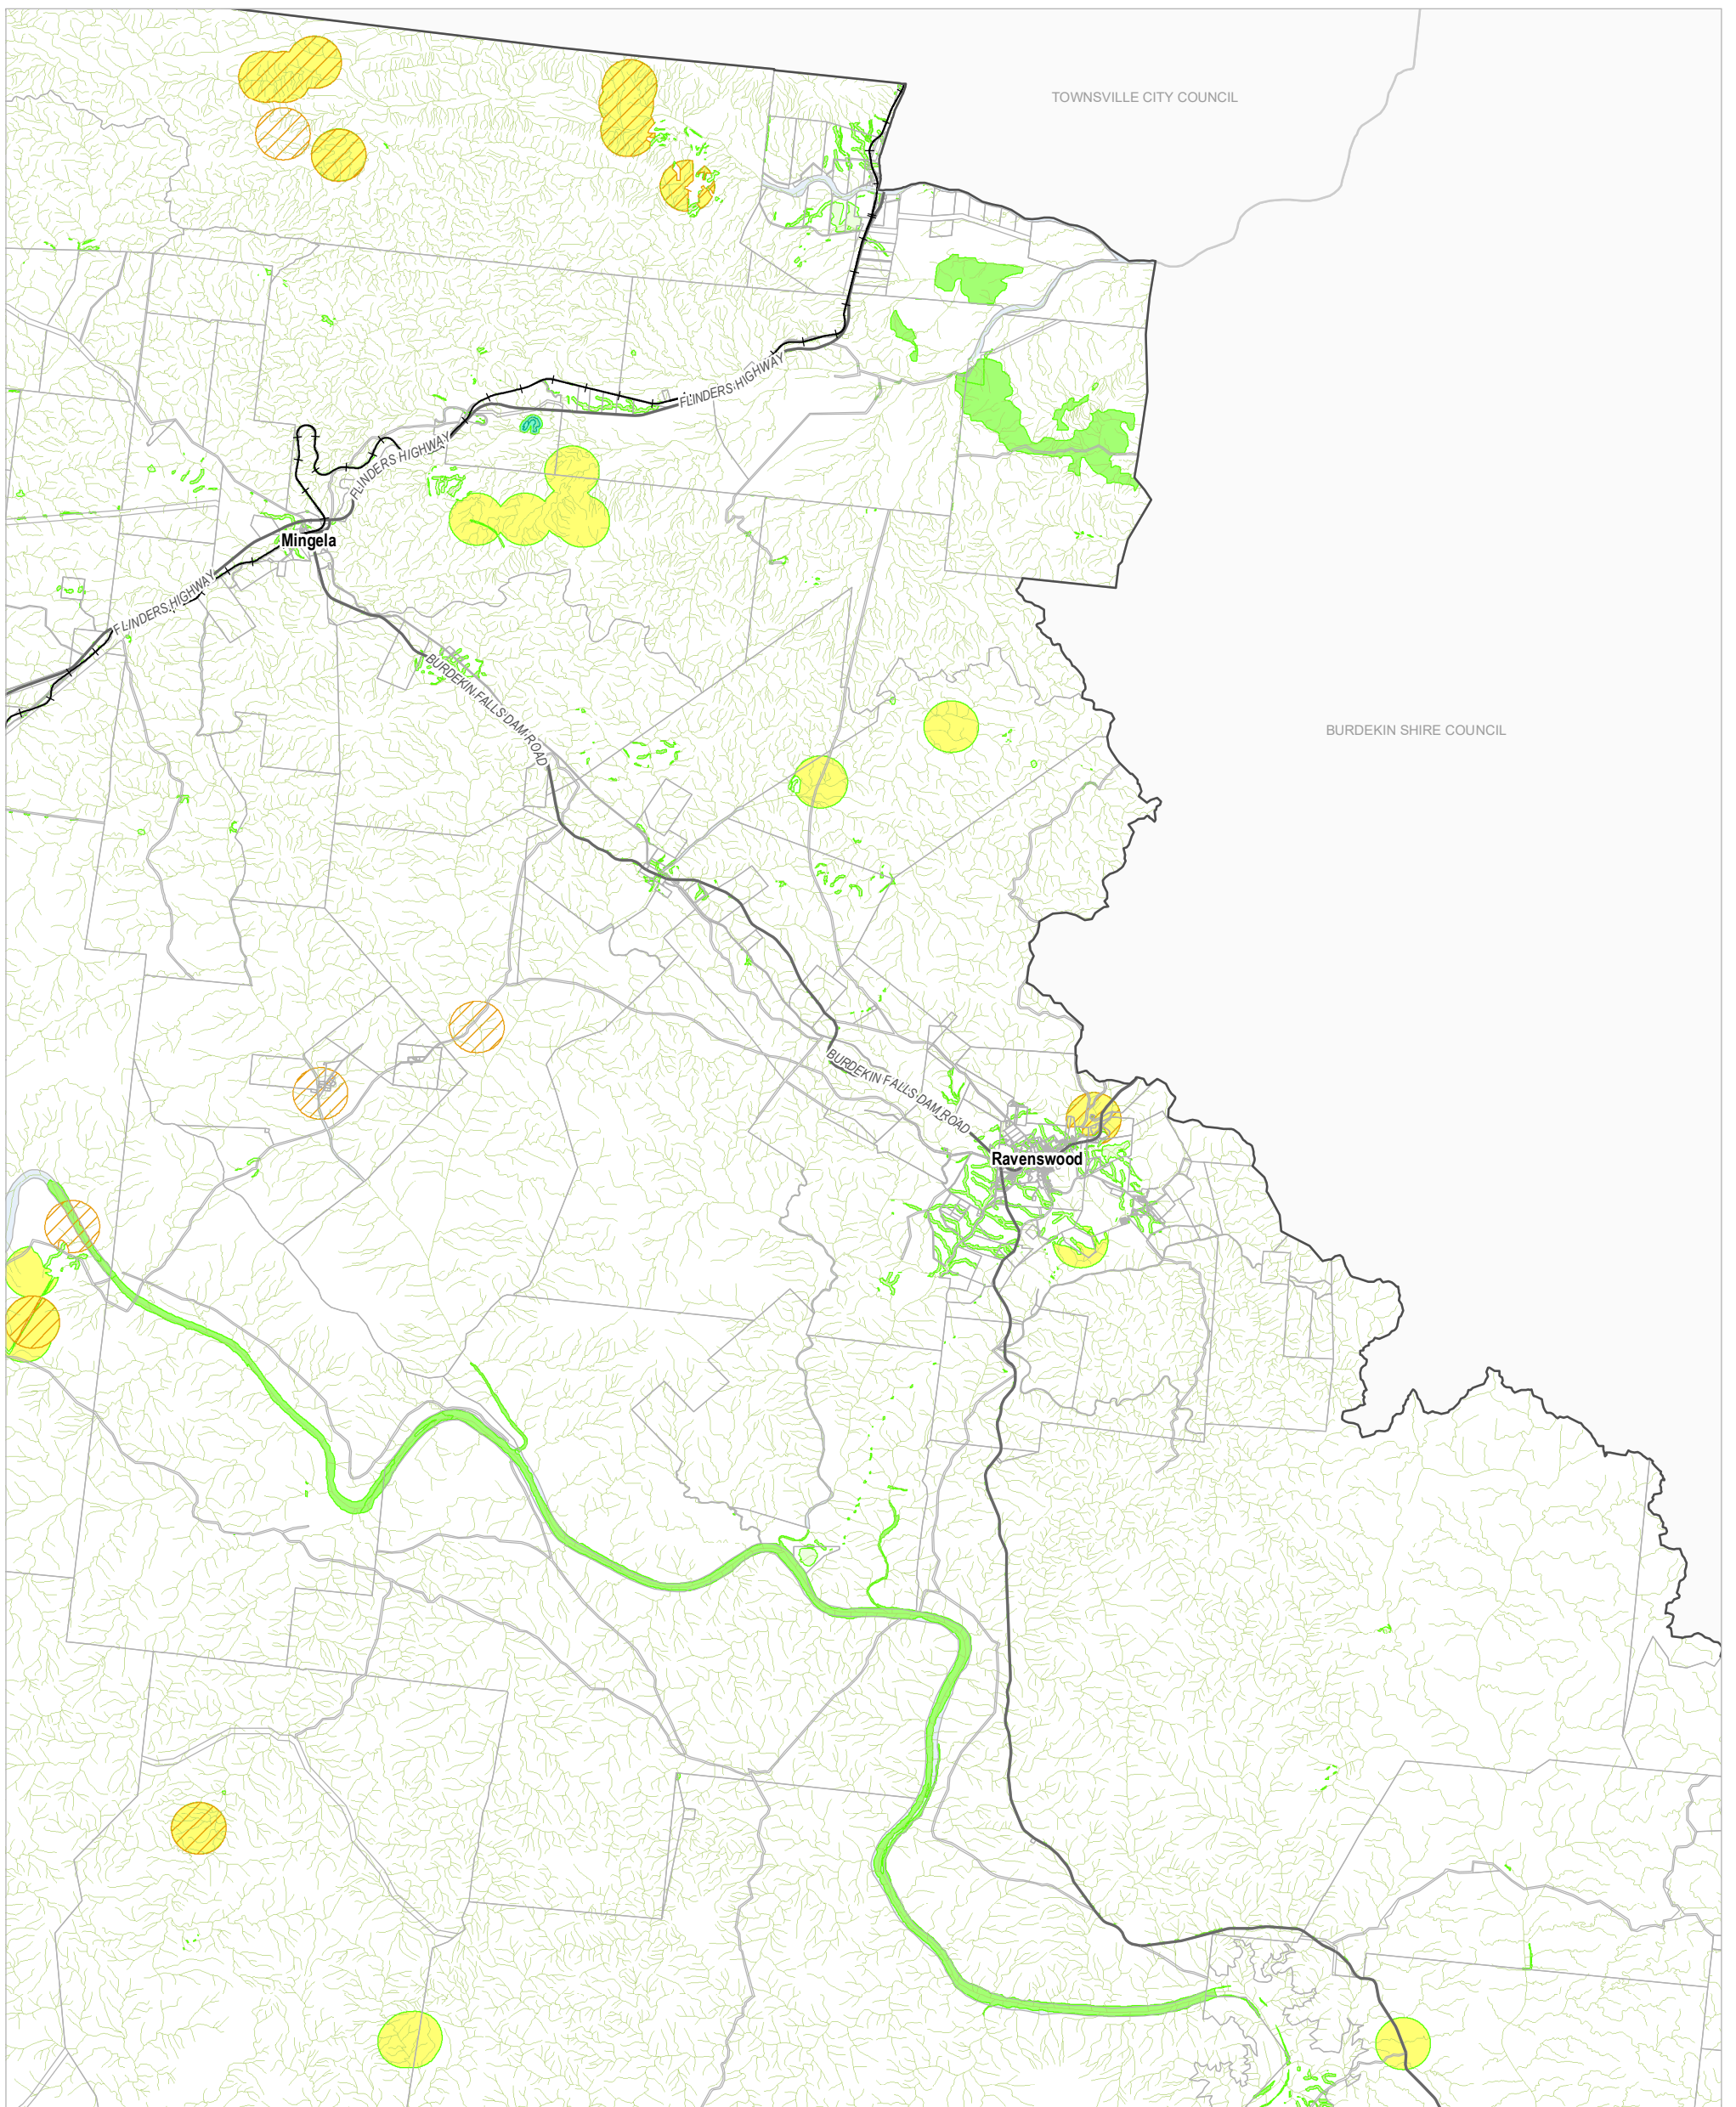 TOWNSVILLE CITY COUNCIL
FLINDERS HIGHWAY
FLINDERS HIGHWAY
Mingela
FLINDERS HIGHWAY
BURDEKIN FALLS DAM ROAD
BURDEKIN SHIRE COUNCIL
BURDEKIN FALLS DAM ROAD
Ravenswood